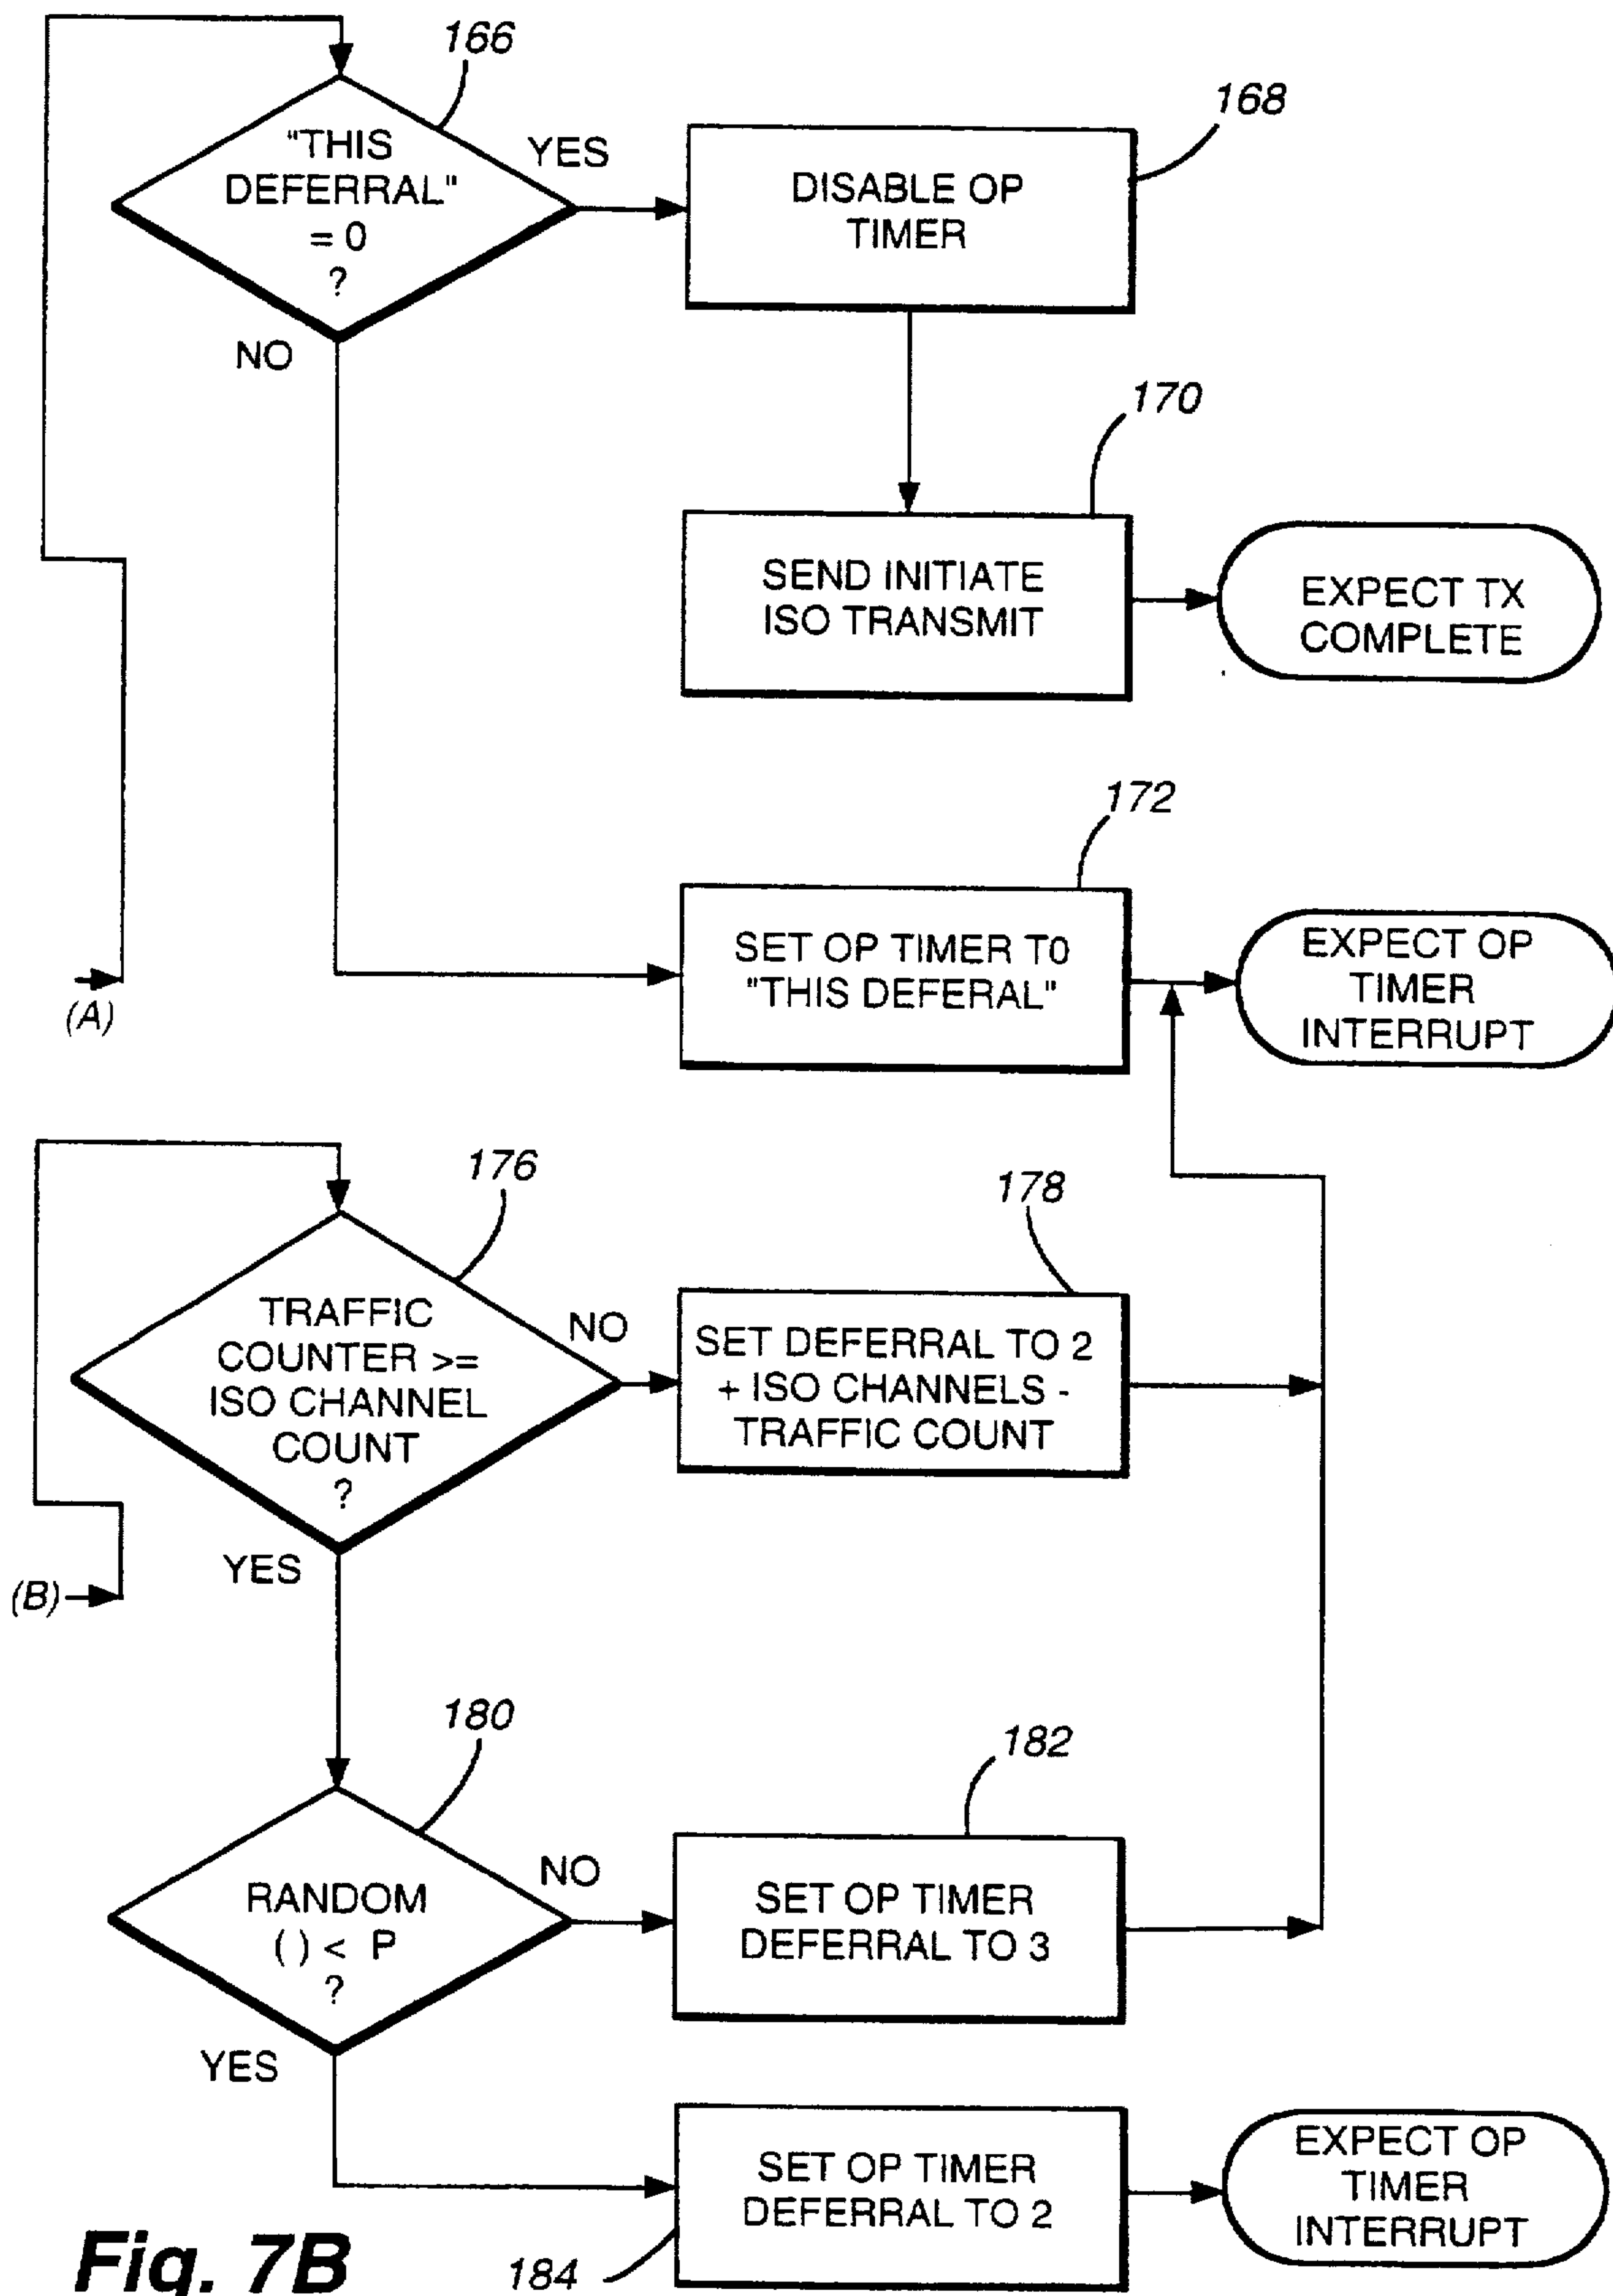 166
"THIS
DEFERRAL"
= 0
?
YES
NO
168
DISABLE OP
TIMER
170
SEND INITIATE
ISO TRANSMIT
EXPECT TX
COMPLETE
172
SET OP TIMER TO
"THIS DEFERAL"
EXPECT OP
TIMER
INTERRUPT
(A)
176
TRAFFIC
COUNTER >=
ISO CHANNEL
COUNT
?
NO
YES
178
SET DEFERRAL TO 2
+ ISO CHANNELS -
TRAFFIC COUNT
(B)
180
RANDOM
( ) < P
?
NO
YES
182
SET OP TIMER
DEFERRAL TO 3
184
SET OP TIMER
DEFERRAL TO 2
EXPECT OP
TIMER
INTERRUPT
Fig. 7B